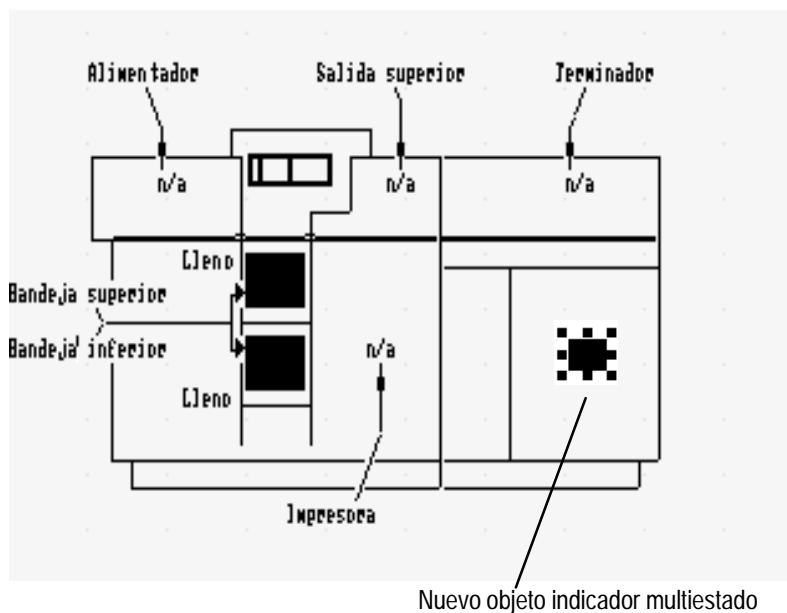 Alimentador
Salida superior
Terminador
n/a
n/a
n/a
Lleno
Bandeja superior
Bandeja inferior
n/a
Lleno
Impresora
Nuevo objeto indicador multiestado